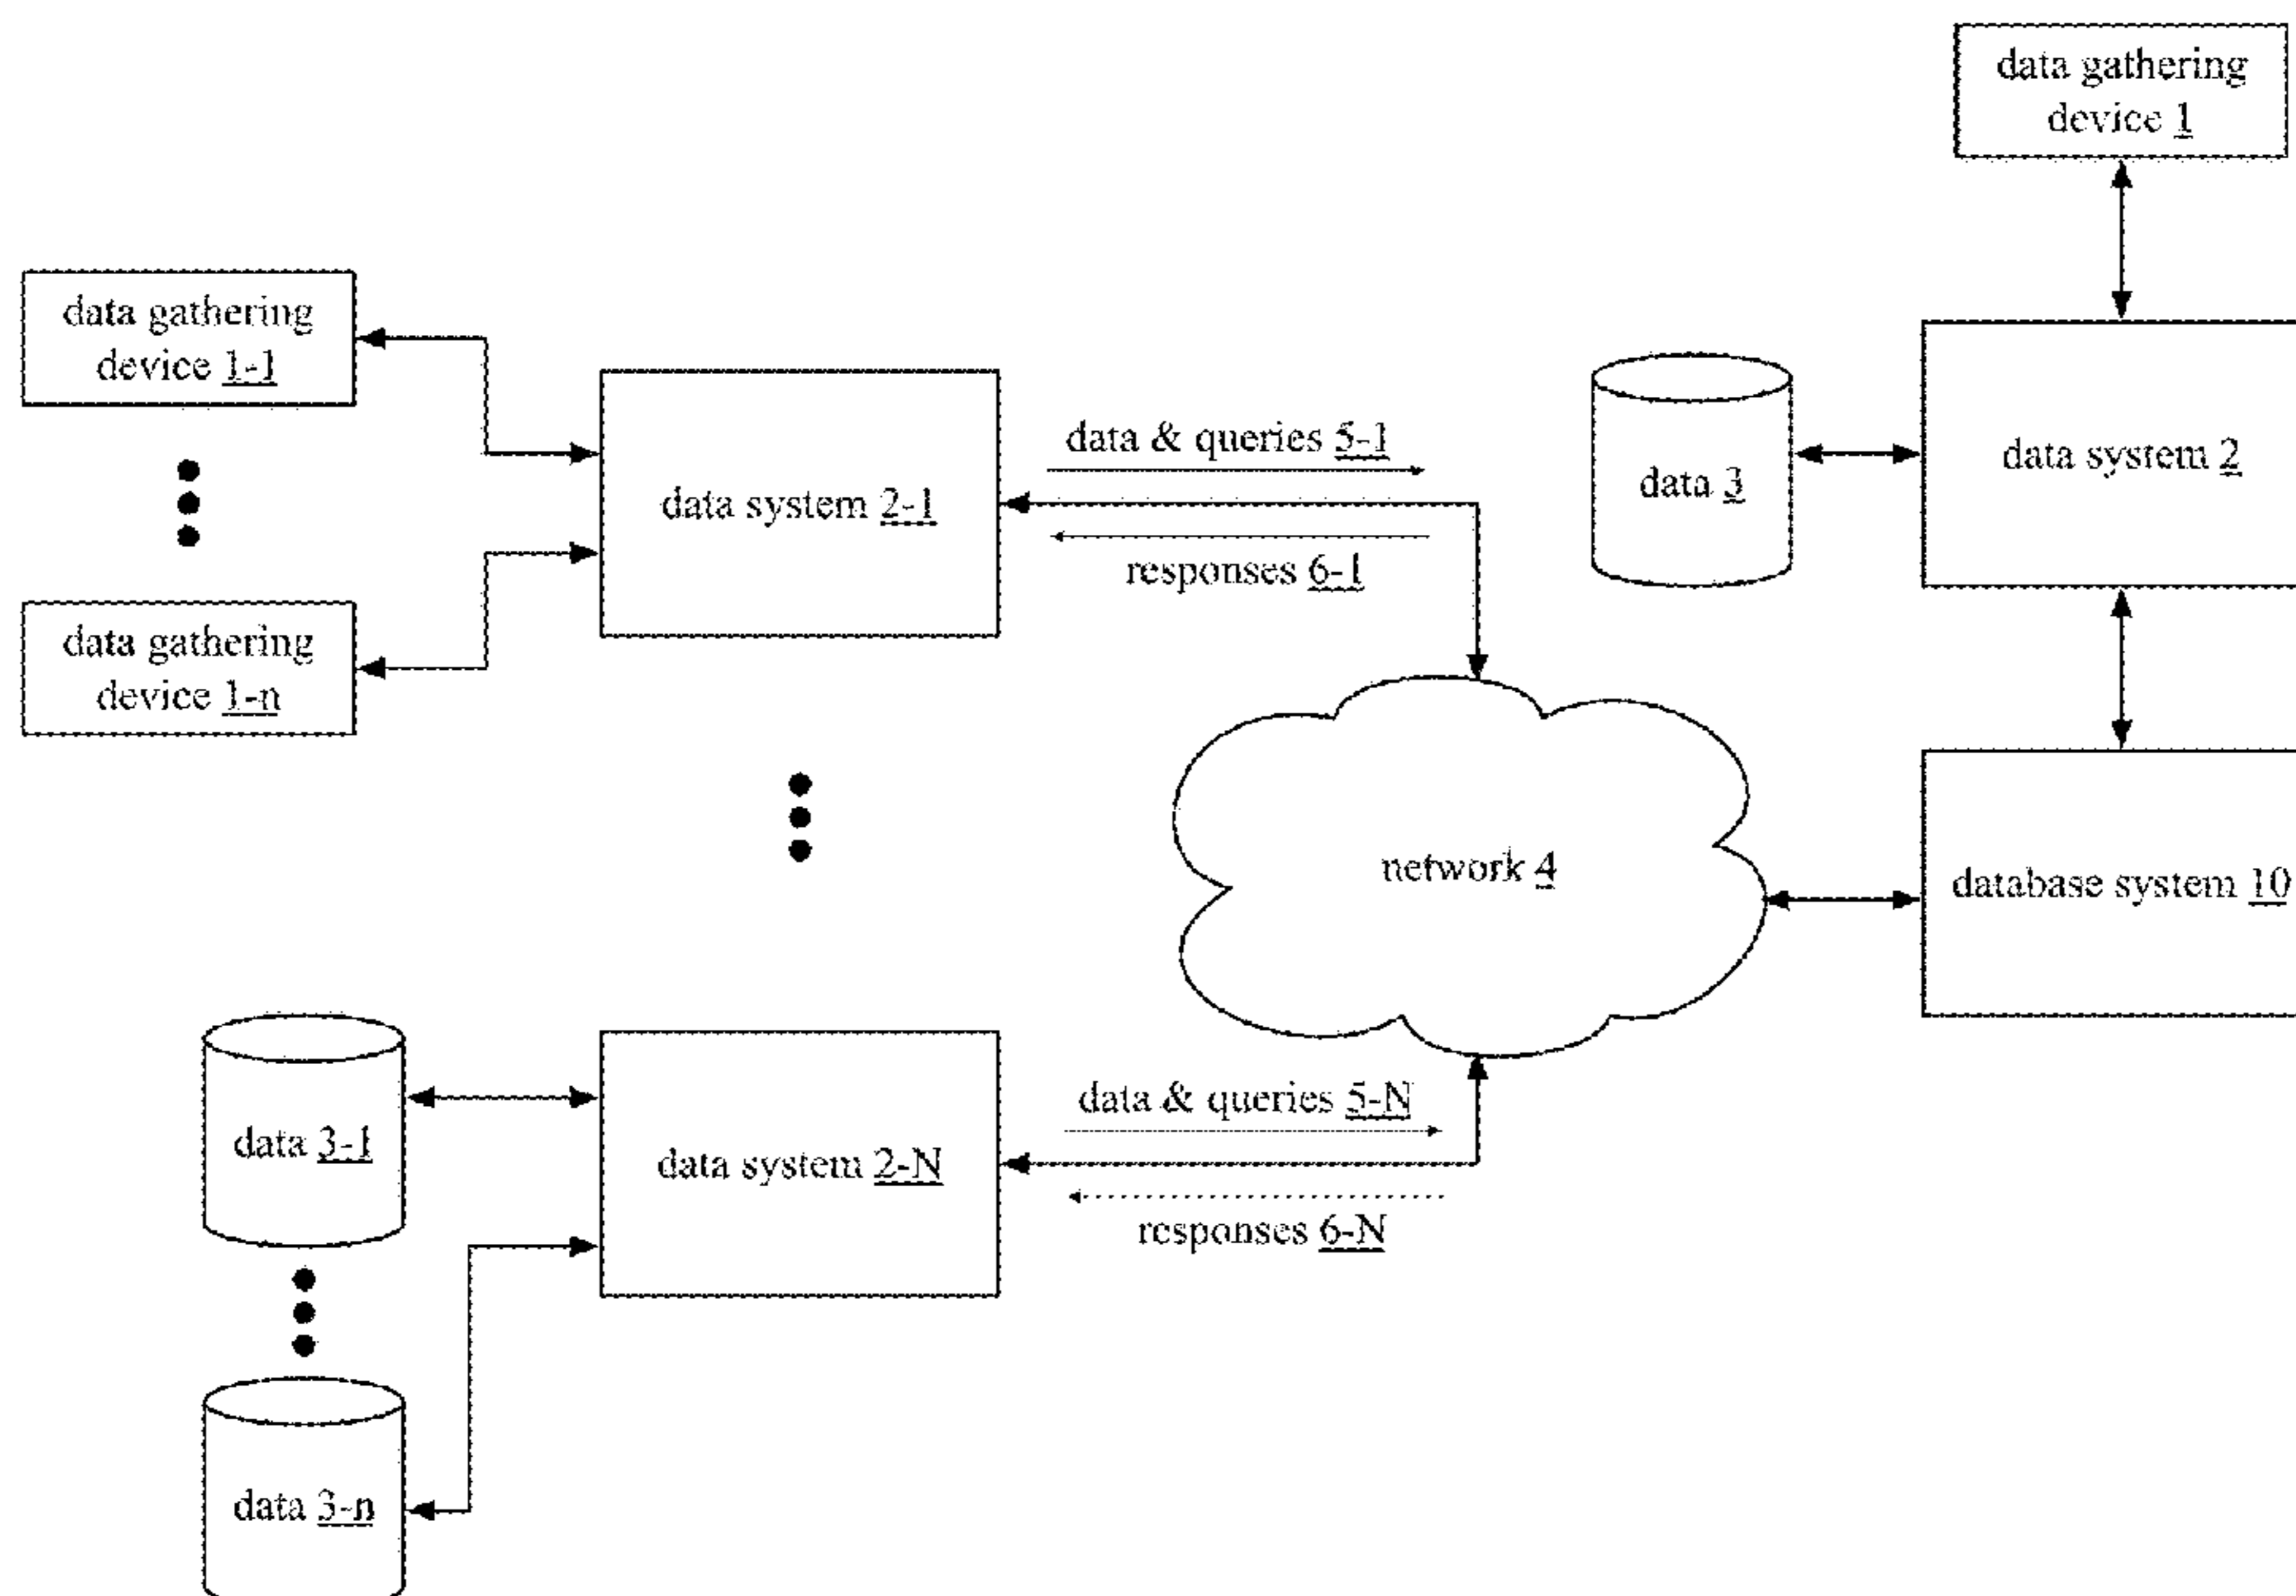 data gathering
device 1
data gathering
device 1-1
data & queries 5-1
data system 2
data 3
data system 2-1
responses 6-1
data gathering
device 1-n
network 4
database system 10
data & queries 5-N
data 3-1
data system 2-N
responses 6-N
data 3-n